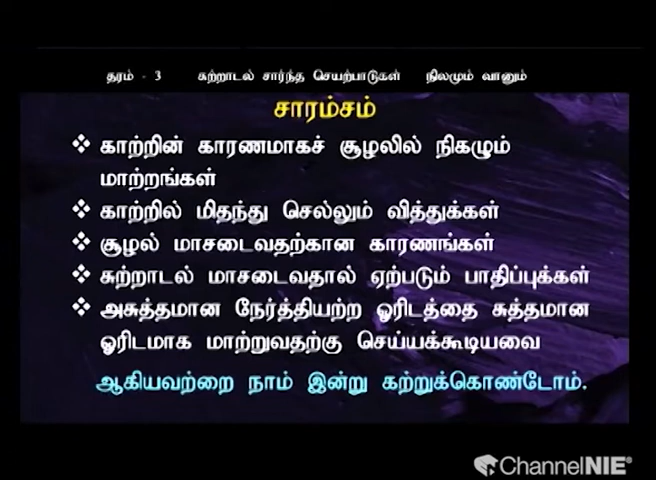 தரம் - 3 சுற்றாடல் சார்ந்த செயற்பாடுகள் நிலமும் வானும்
சாரம்சம்
❖ காற்றின் காரணமாகச் சூழலில் நிகழும்
மாற்றங்கள்
❖ காற்றில் மிதந்து செல்லும் வித்துக்கள்
❖ சூழல் மாசடைவதற்கான காரணங்கள்
❖ சுற்றாடல் மாசடைவதால் ஏற்படும் பாதிப்புக்கள்
❖ அசுத்தமான நேர்த்தியற்ற ஓரிடத்தை சுத்தமான
ஓரிடமாக மாற்றுவதற்கு செய்யக்கூடியவை
ஆகியவற்றை நாம் இன்று கற்றுக்கொண்டோம்.
ChannelNIE®